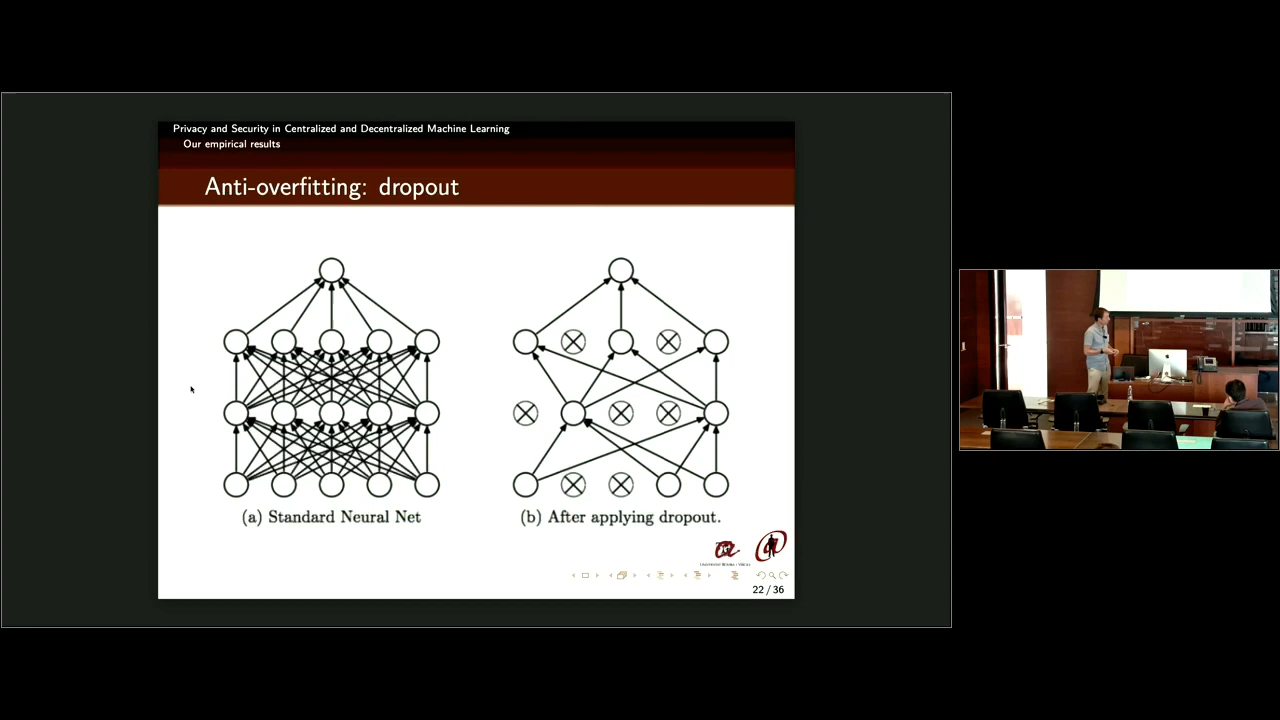 Privacy and Security in Centralized and Decentralized Machine Learning
Our empirical results
Anti-overfitting: dropout
(a) Standard Neural Net
(b) After applying dropout.
22 / 36